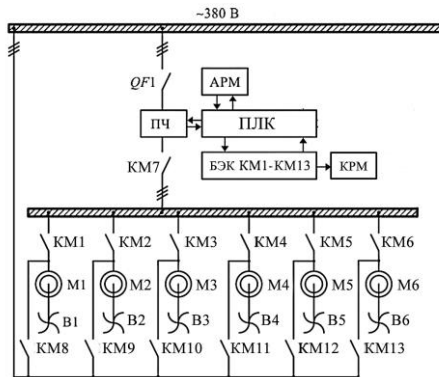 ~380 В
QF1
АРМ
ПЧ
ПЛК
КМ7
БЭК КМ1-КМ13
КРМ
КМ1 КМ2 КМ3 КМ4 КМ5 КМ6
М1 М2 М3 М4 М5 М6
В1 В2 В3 В4 В5 В6
КМ8 КМ9 КМ10 КМ11 КМ12 КМ13